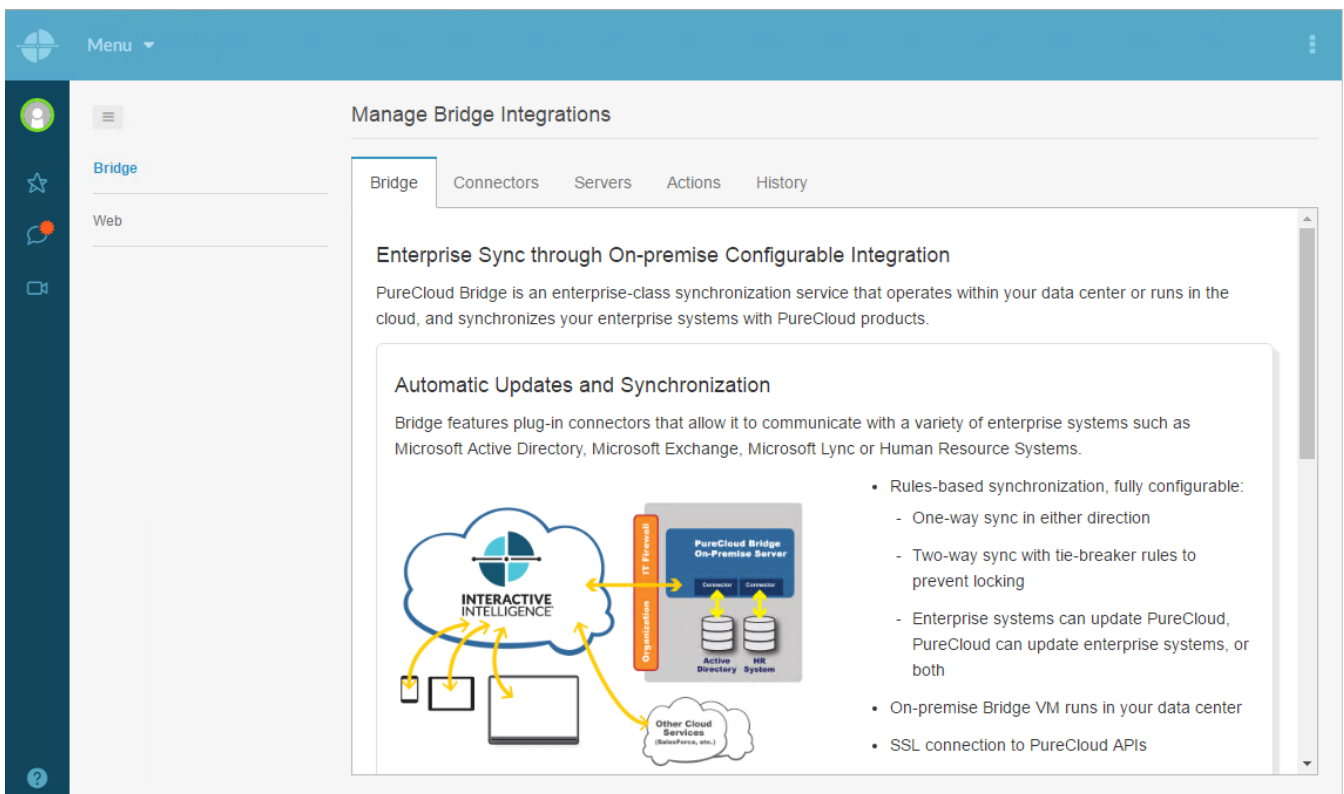 Menu
Manage Bridge Integrations
Bridge
Web
Bridge Connectors Servers Actions History
Enterprise Sync through On-premise Configurable Integration
PureCloud Bridge is an enterprise-class synchronization service that operates within your data center or runs in the
cloud, and synchronizes your enterprise systems with PureCloud products.
Automatic Updates and Synchronization
Bridge features plug-in connectors that allow it to communicate with a variety of enterprise systems such as
Microsoft Active Directory, Microsoft Exchange, Microsoft Lync or Human Resource Systems.
INTERACTIVE
INTELLIGENCE
Organization IT Firewall
PureCloud Bridge
On-Premise Server
Connector Connector
Active
Directory
HR
System
Other Cloud
Services
(SalesForce, etc.)
• Rules-based synchronization, fully configurable:
- One-way sync in either direction
- Two-way sync with tie-breaker rules to
prevent locking
- Enterprise systems can update PureCloud,
PureCloud can update enterprise systems, or
both
• On-premise Bridge VM runs in your data center
• SSL connection to PureCloud APIs
?